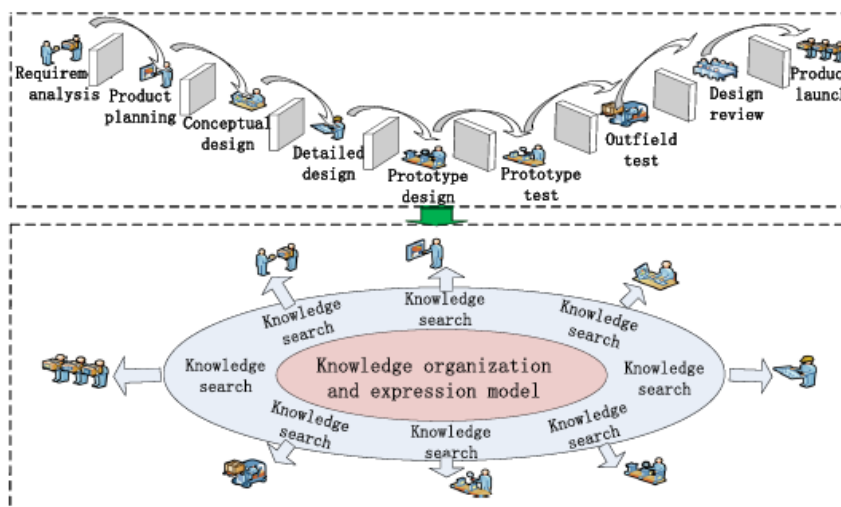 Requirem
analysis
Product
planning
Conceptual
design
Detailed
design
Prototype
design
Prototype
test
Outfield
test
Design
review
Produc
launch
Knowledge
search
Knowledge
search
Knowledge
search
Knowledge
search
Knowledge organization
and expression model
Knowledge
search
Knowledge
search
Knowledge
search
Knowledge
search